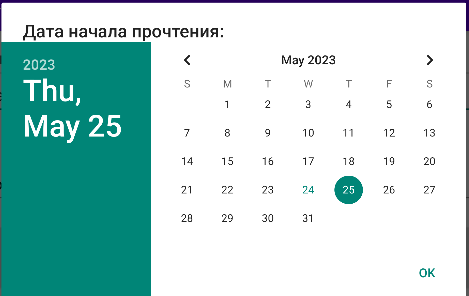 Дата начала прочтения:
2023
Thu,
May 25
May 2023
S M T W T F S
1 2 3 4 5 6
7 8 9 10 11 12 13
14 15 16 17 18 19 20
21 22 23 24 25 26 27
28 29 30 31
OK